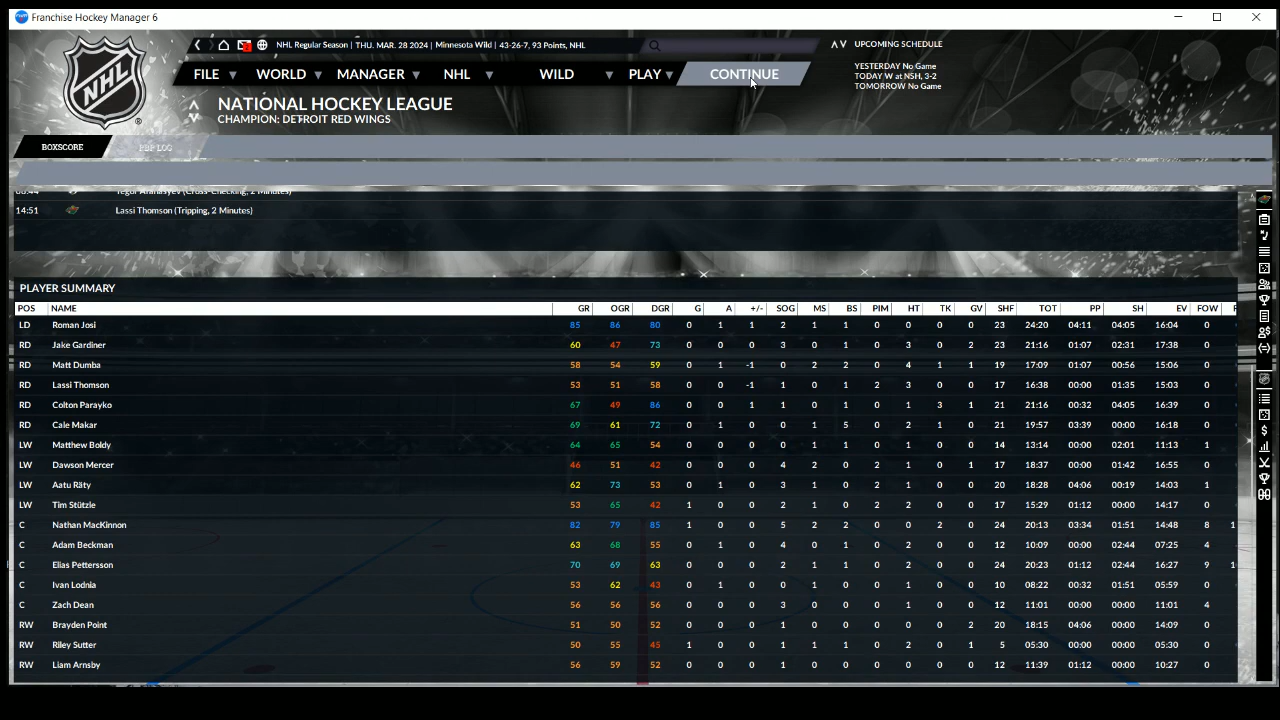 Franchise Hockey Manager 6
NHL Regular Season | THU. MAR. 28 2024 | Minnesota Wild | 43-26-7, 93 Points, NHL
UPCOMING SCHEDULE
YESTERDAY No Game
TODAY W at NSH, 3-2
TOMORROW No Game
FILE WORLD MANAGER NHL WILD PLAY CONTINUE
NHL
NATIONAL HOCKEY LEAGUE
CHAMPION: DETROIT RED WINGS
BOXSCORE PBP LOG
(Cross-Checking, 2 Minutes)
14:51 Lassi Thomson (Tripping, 2 Minutes)
PLAYER SUMMARY
POS NAME GR OGR DGR G A +/- SOG MS BS PIM HT TK GV SHF TOT PP SH EV FOW
LD Roman Josi 85 86 80 0 1 1 2 1 1 0 0 0 0 23 24:20 04:11 04:05 16:04 0
RD Jake Gardiner 60 47 73 0 0 0 3 0 1 0 3 0 2 23 21:16 01:07 02:31 17:38 0
RD Matt Dumba 58 54 59 0 1 -1 0 2 2 0 4 1 1 19 17:09 01:07 00:56 15:06 0
RD Lassi Thomson 53 51 58 0 0 -1 1 0 1 2 3 0 0 17 16:38 00:00 01:35 15:03 0
RD Colton Parayko 67 49 86 0 0 1 1 0 1 0 1 3 1 21 21:16 00:32 04:05 16:39 0
RD Cale Makar 69 61 72 0 1 0 0 1 5 0 2 1 0 21 19:57 03:39 00:00 16:18 0
LW Matthew Boldy 64 65 54 0 0 0 0 1 1 0 1 0 0 14 13:14 00:00 02:01 11:13 1
LW Dawson Mercer 46 51 42 0 0 0 4 2 0 2 1 0 1 17 18:37 00:00 01:42 16:55 0
LW Aatu Räty 62 73 53 0 1 0 3 1 0 2 1 0 0 20 18:28 04:06 00:19 14:03 1
LW Tim Stützle 53 65 42 1 0 0 2 1 0 2 2 0 0 17 15:29 01:12 00:00 14:17 0
C Nathan MacKinnon 82 79 85 1 0 0 5 2 2 0 0 2 0 24 20:13 03:34 01:51 14:48 8
C Adam Beckman 63 68 55 0 1 0 4 0 1 0 2 0 0 12 10:09 00:00 02:44 07:25 4
C Elias Pettersson 70 69 63 0 0 0 2 1 1 0 2 2 0 24 20:23 01:12 02:44 16:27 9
C Ivan Lodnia 53 62 43 0 1 0 0 1 0 0 1 0 0 10 08:22 00:32 01:51 05:59 0
C Zach Dean 56 56 56 0 0 0 3 0 0 0 1 0 0 12 11:01 00:00 00:00 11:01 4
RW Brayden Point 51 50 52 0 0 0 1 0 0 0 0 0 2 20 18:15 04:06 00:00 14:09 0
RW Riley Sutter 50 55 45 1 0 0 1 1 1 0 2 0 1 5 05:30 00:00 00:00 05:30 0
RW Liam Arnsby 56 59 52 0 0 0 1 0 0 0 0 0 0 12 11:39 01:12 00:00 10:27 0